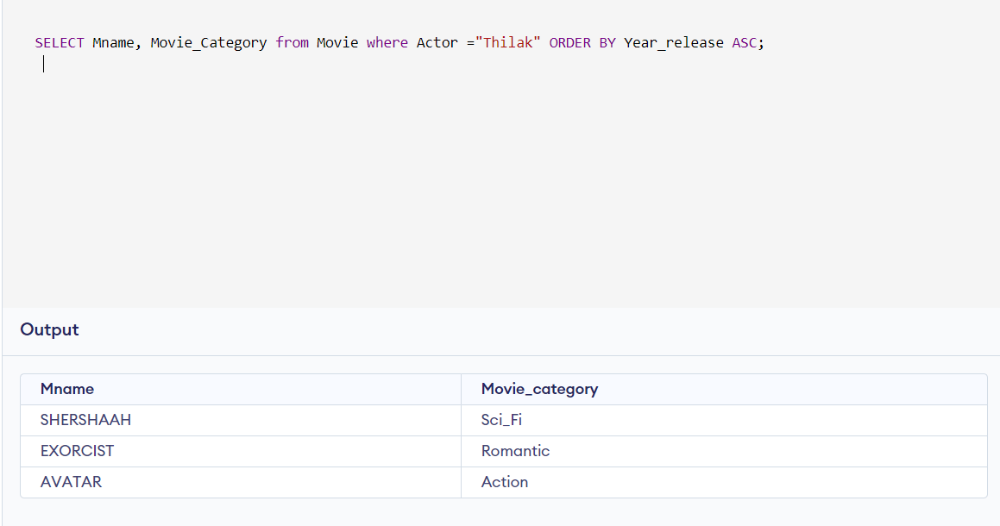 SELECT Mname, Movie_Category from Movie where Actor ="Thilak" ORDER BY Year_release ASC;
Output
Mname Movie_category
SHERSHAAH Sci_Fi
EXORCIST Romantic
AVATAR Action